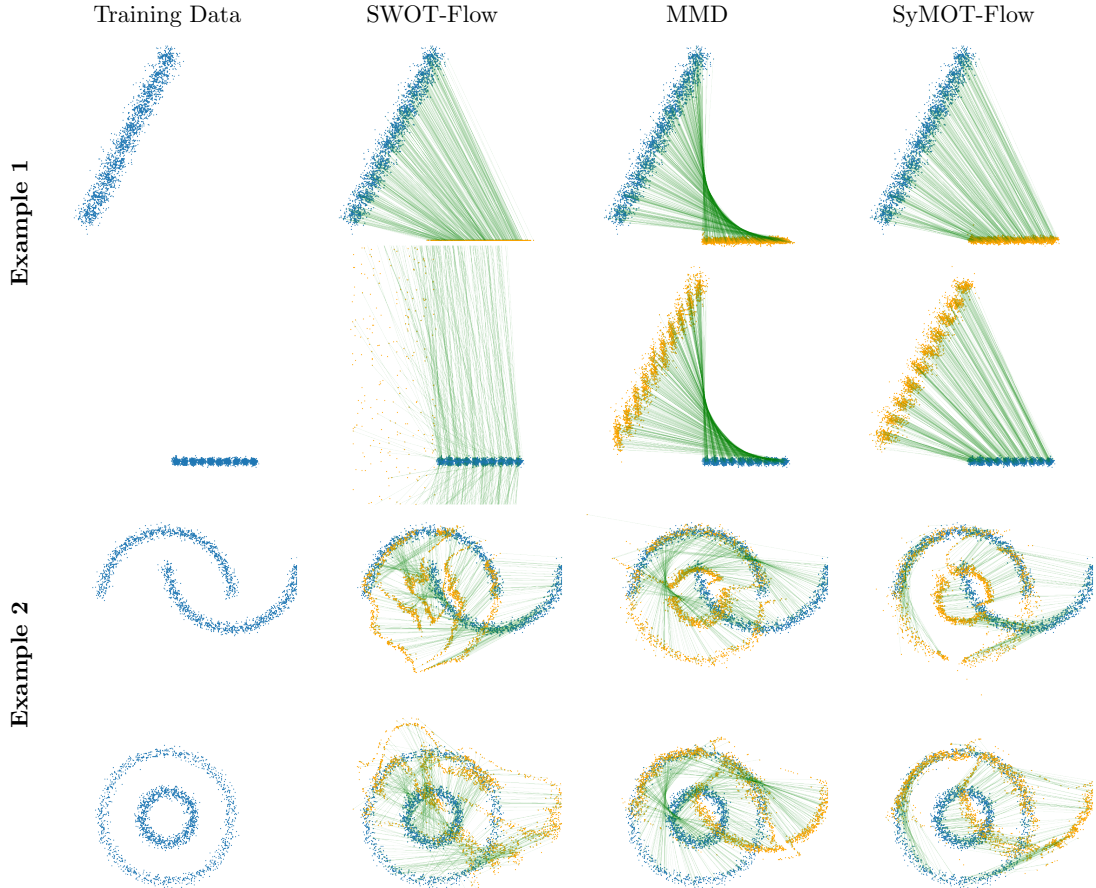 Training Data
SWOT-Flow
MMD
SyMOT-Flow
Example 1
Example 2